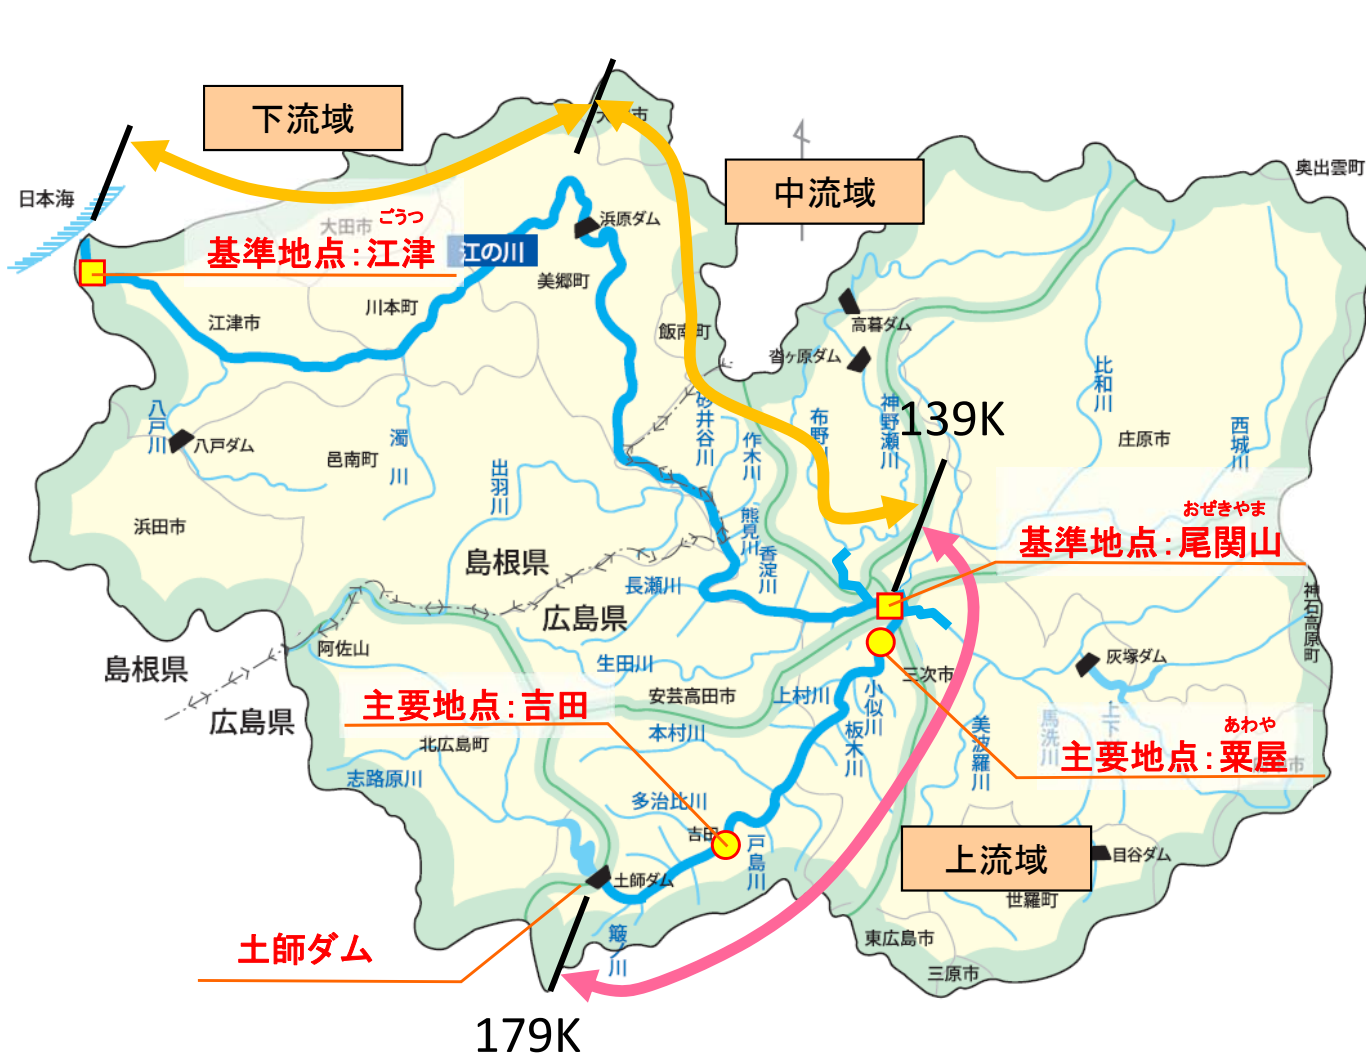 下流域
大田市
中流域
奥出雲町
日本海
ごうつ
大田市
基準地点：江津
江の川
浜原ダム
美郷町
川本町
江津市
飯南町
高暮ダム
沓ヶ原ダム
比和川
西城川
八戸川
八戸ダム
濁川
邑南町
出羽川
砂井谷川
作木川
布野川
神野瀬川
139K
庄原市
浜田市
熊見川
香淀川
おぜきやま
基準地点：尾関山
島根県
広島県
長瀬川
神石高原町
阿佐山
島根県
広島県
生田川
安芸高田市
上村川
小似川
三次市
灰塚ダム
主要地点：吉田
北広島町
本村川
板木川
美波羅川
馬洗川
上下
あわや
主要地点：粟屋
志路原川
多治比川
吉田
戸島川
上流域
目谷ダム
世羅町
土師ダム
簸ノ川
土師ダム
東広島市
三原市
179K